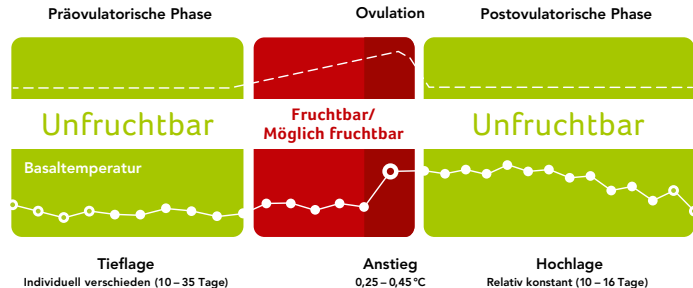 Präovulatorische Phase
Ovulation
Postovulatorische Phase
Unfruchtbar
Fruchtbar/
Möglich fruchtbar
Unfruchtbar
Basaltemperatur
Tieflage
Individuell verschieden (10 – 35 Tage)
Anstieg
0,25 – 0,45 °C
Hochlage
Relativ konstant (10 – 16 Tage)